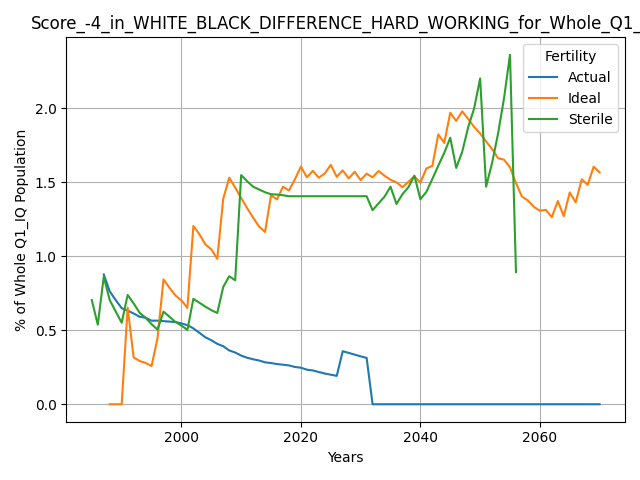 Score_-4_in_WHITE_BLACK_DIFFERENCE_HARD_WORKING_for_Whole_Q1_
Fertility
Actual
Ideal
Sterile
% of Whole Q1_IQ Population
2.0
1.5
1.0
0.5
0.0
2000
2020
2040
2060
Years